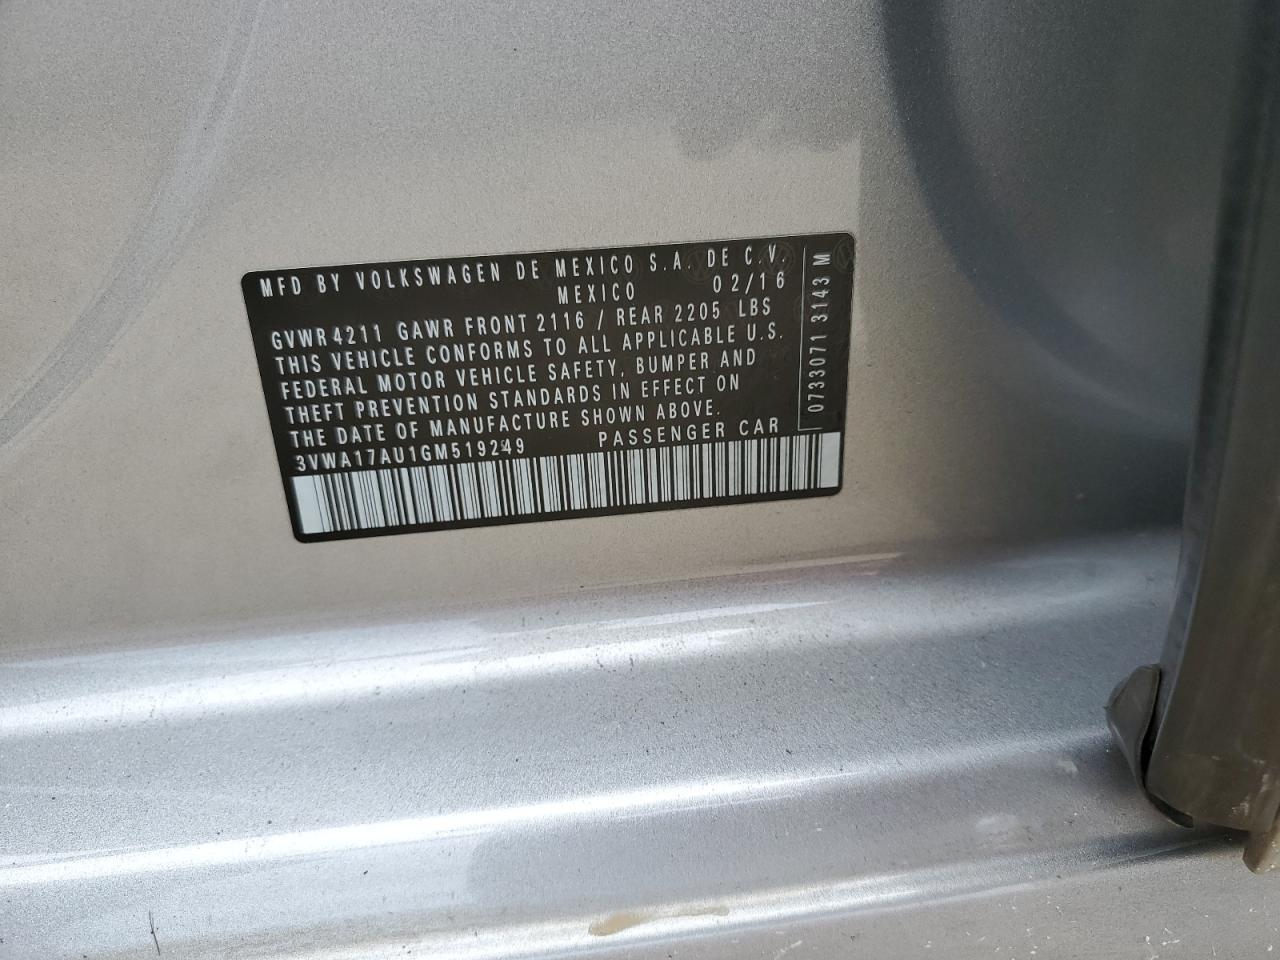 MFD BY VOLKSWAGEN DE MEXICO S.A. DE C.V.
MEXICO 02/16
GVWR 4211 GAWR FRONT 2116 / REAR 2205 LBS
THIS VEHICLE CONFORMS TO ALL APPLICABLE U.S.
FEDERAL MOTOR VEHICLE SAFETY, BUMPER AND
THEFT PREVENTION STANDARDS IN EFFECT ON
THE DATE OF MANUFACTURE SHOWN ABOVE.
3VWA17AU1GM519249 PASSENGER CAR
0733071 3143 M